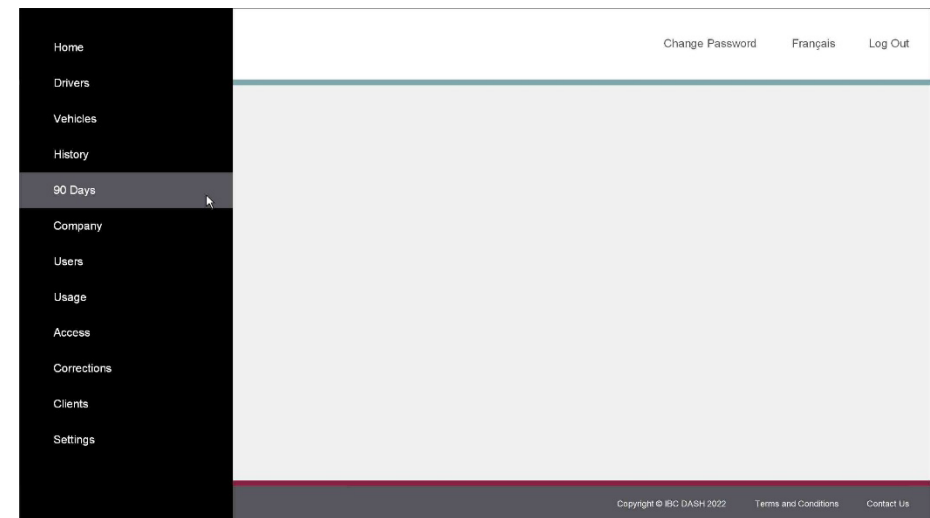 Home
Drivers
Vehicles
History
90 Days
Company
Users
Usage
Access
Corrections
Clients
Settings
Change Password Français Log Out
Copyright © IBC DASH 2022 Terms and Conditions Contact Us